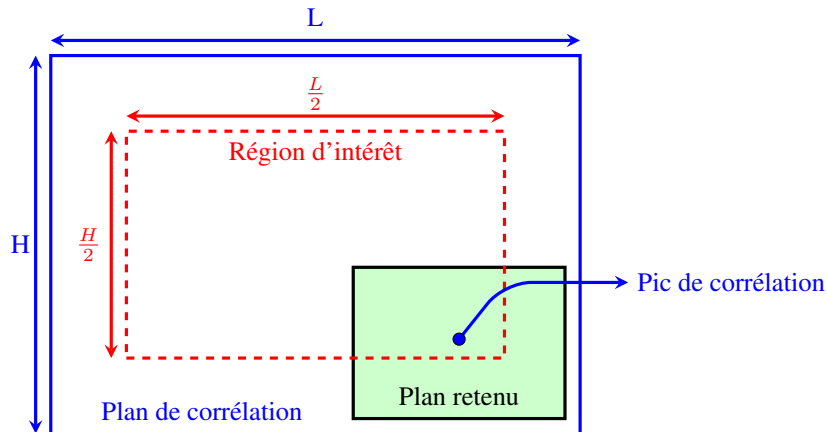 L
L/2
Région d'intérêt
H/2
H
Pic de corrélation
Plan retenu
Plan de corrélation